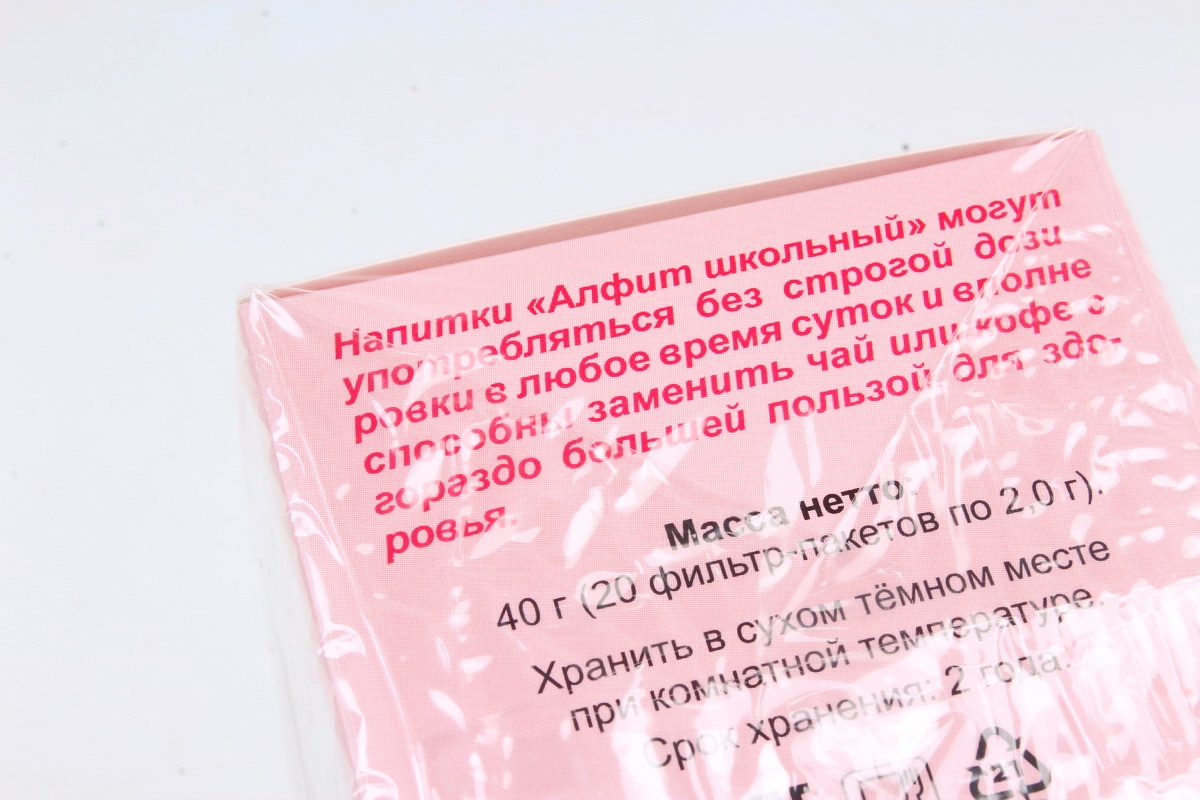 Напитки «Алфит школьный» могут
употребляться без строгой дози
ровки в любое время суток и вполне
способны заменить чай или кофе с
гораздо большей пользой для здо-
ровья.
Масса нетто:
40 г (20 фильтр-пакетов по 2,0 г).
Хранить в сухом тёмном месте
при комнатной температуре.
Срок хранения: 2 года.
21